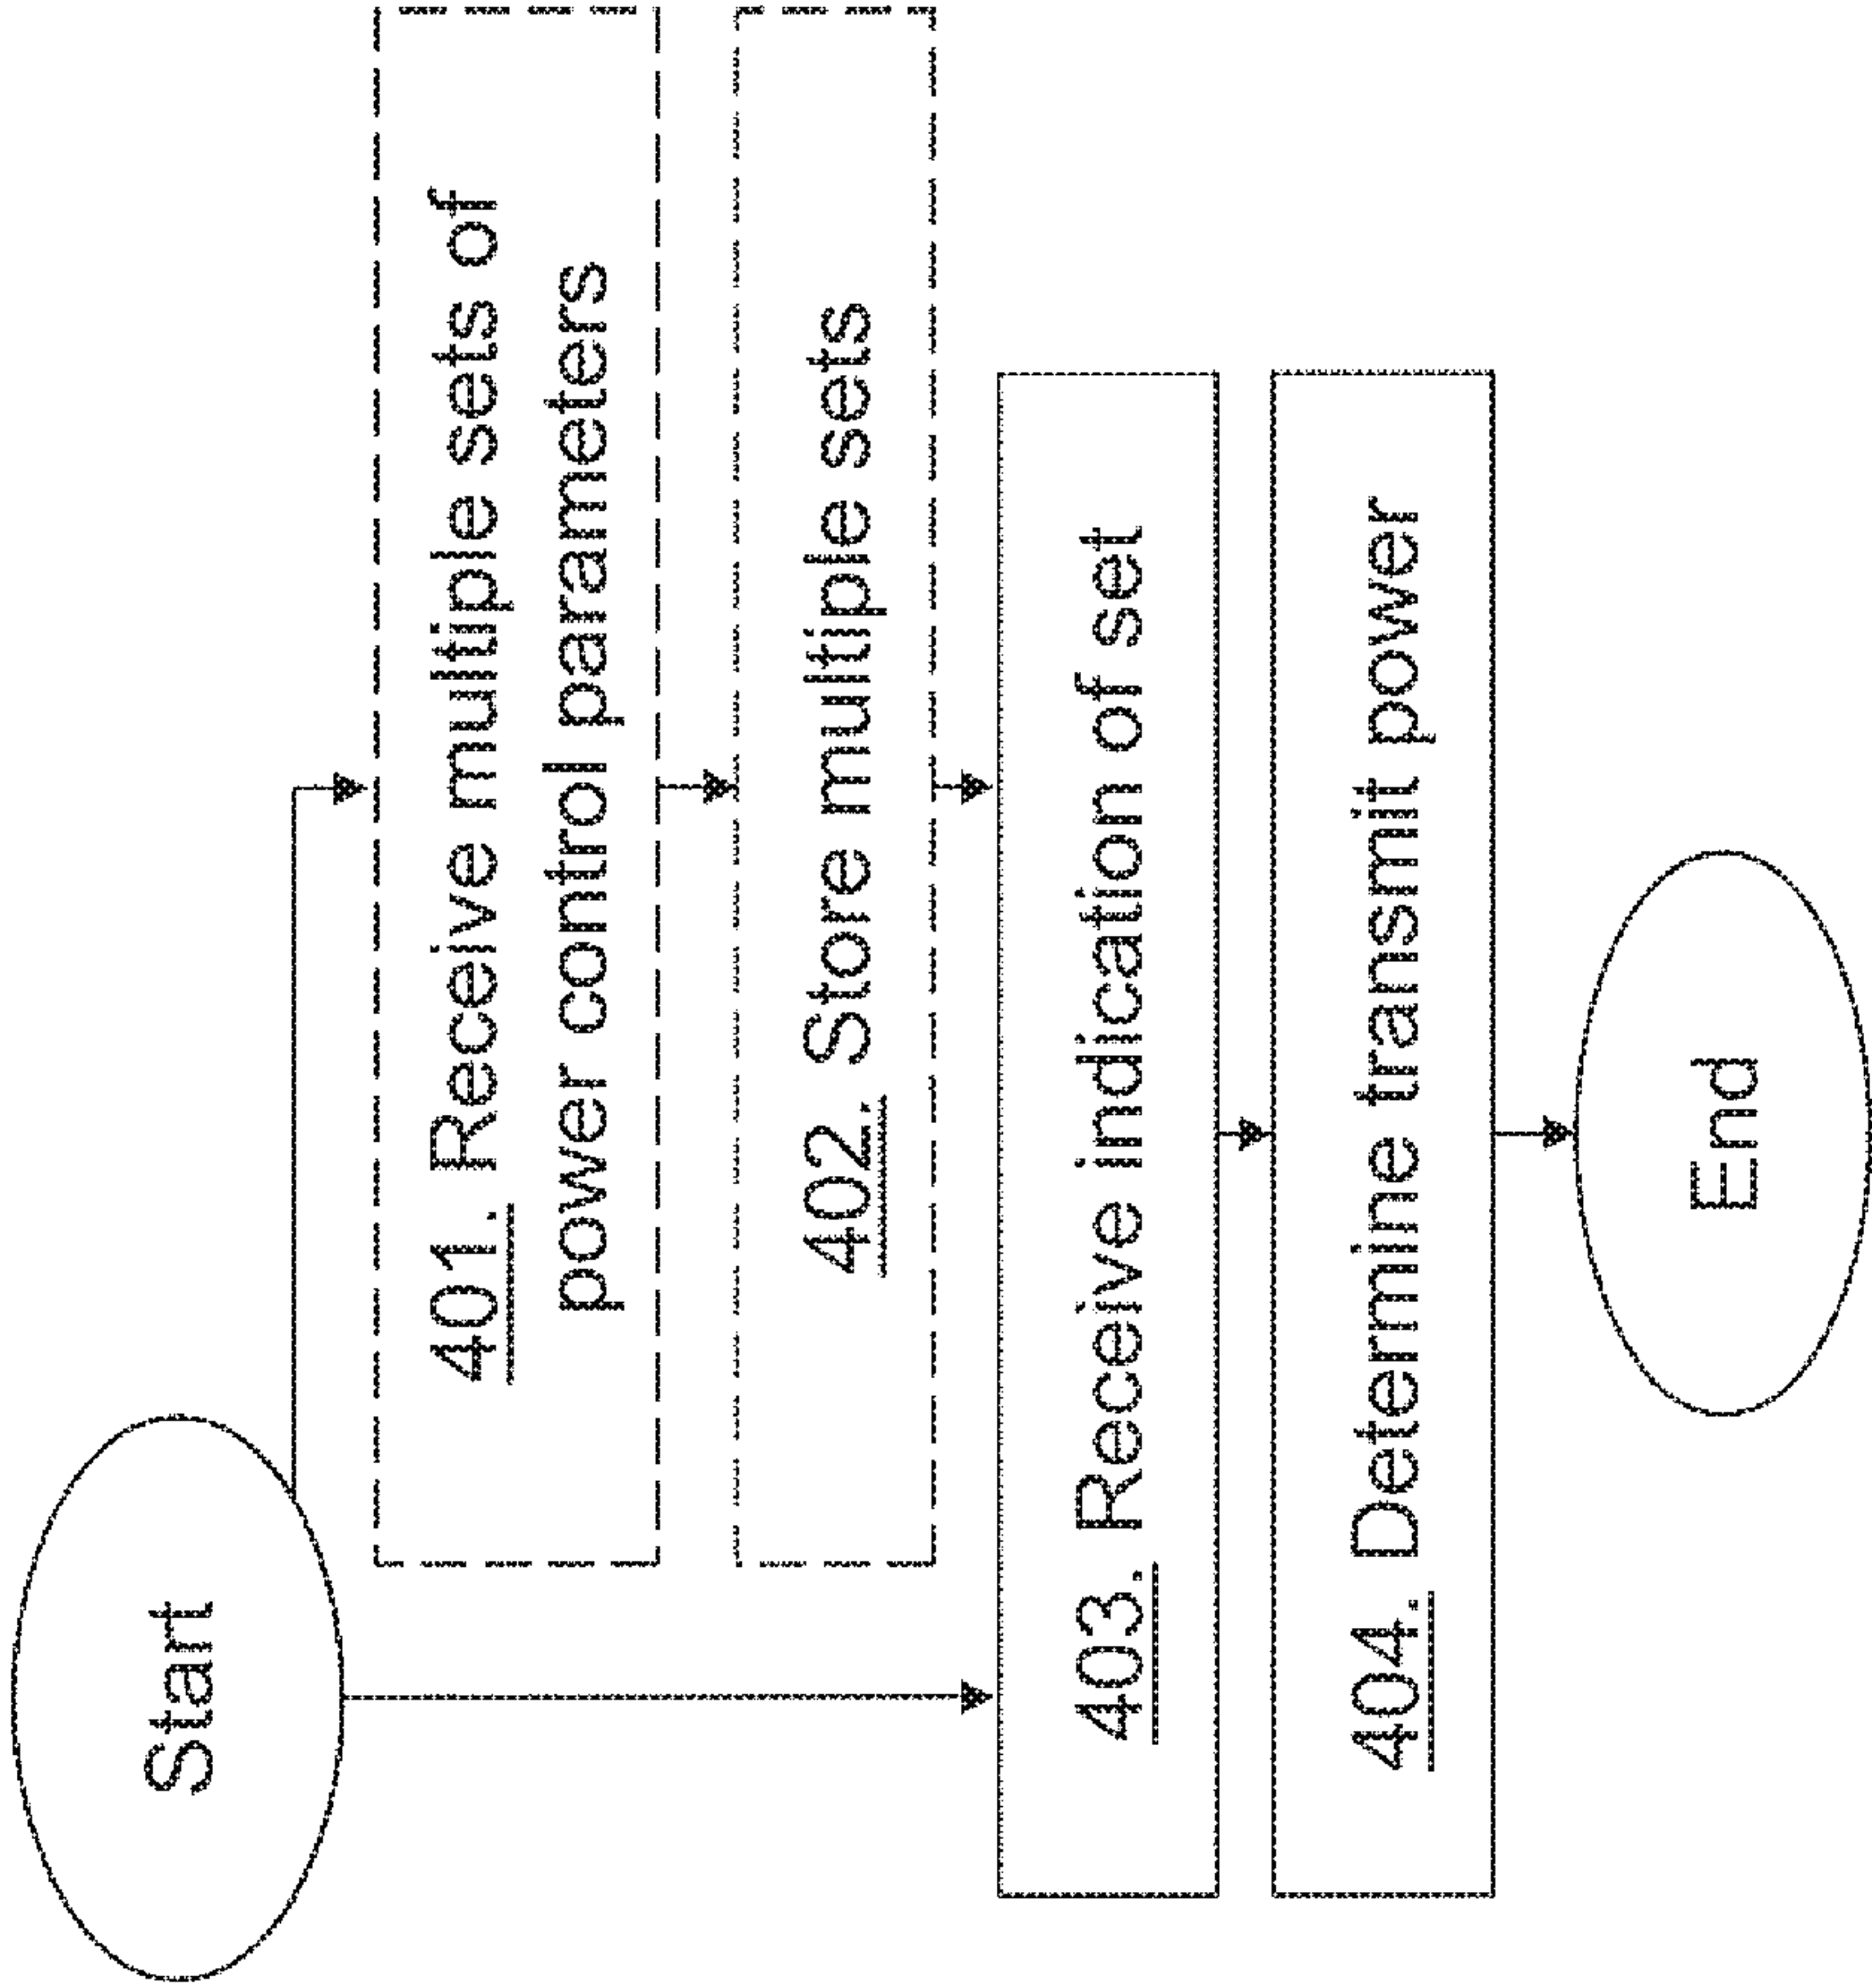 Start
401. Receive multiple sets of
power control parameters
402. Store multiple sets
403. Receive indication of set
404. Determine transmit power
End